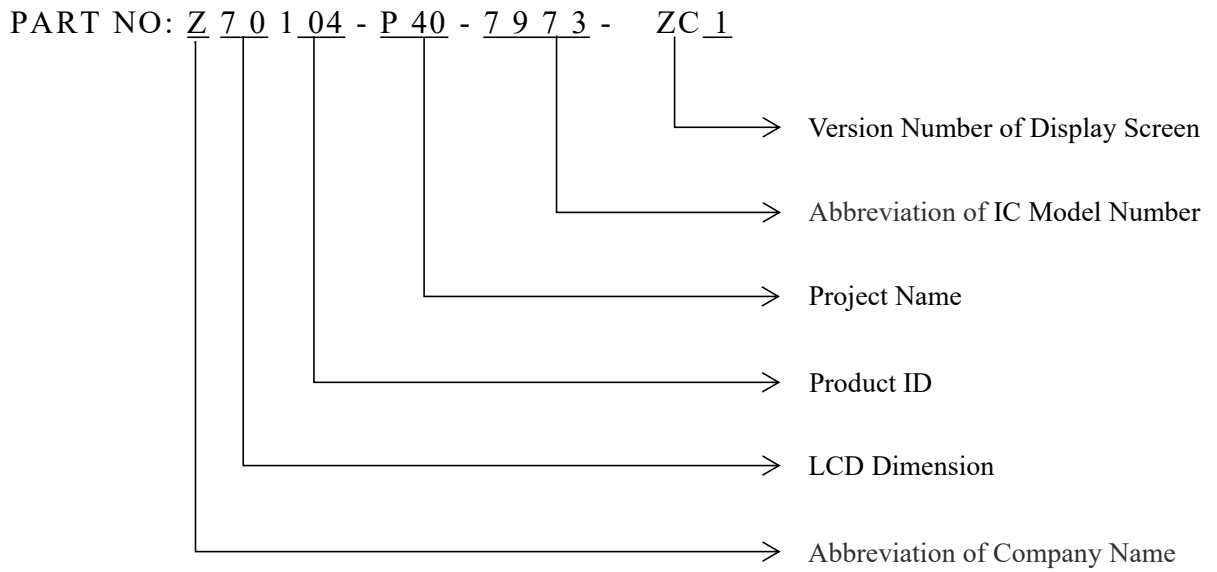 PART NO: Z 7 0 1 04 - P 40 - 7 9 7 3 - ZC 1
Version Number of Display Screen
Abbreviation of IC Model Number
Project Name
Product ID
LCD Dimension
Abbreviation of Company Name